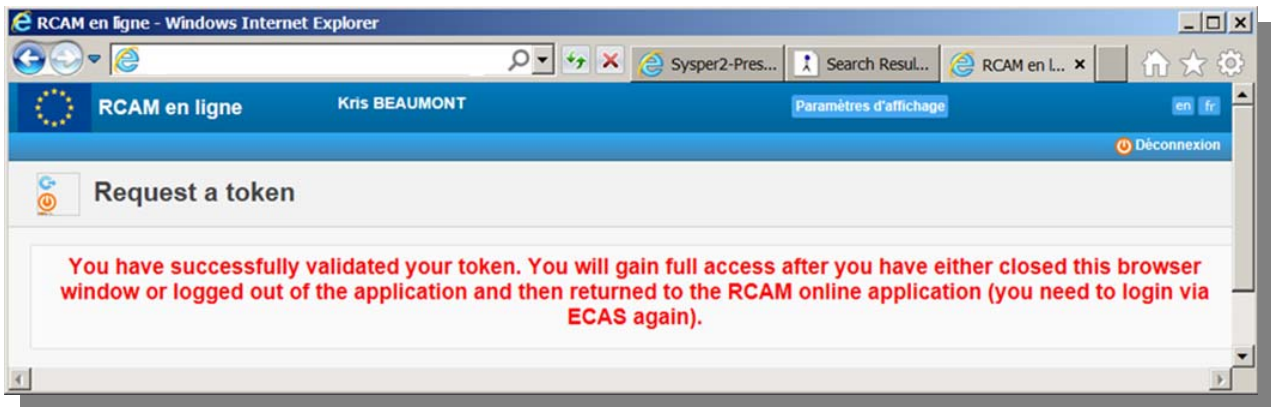 RCAM en ligne - Windows Internet Explorer
Sysper2-Pres... Search Resul... RCAM en l...
RCAM en ligne Kris BEAUMONT Paramètres d'affichage en fr
Déconnexion
Request a token
You have successfully validated your token. You will gain full access after you have either closed this browser
window or logged out of the application and then returned to the RCAM online application (you need to login via
ECAS again).